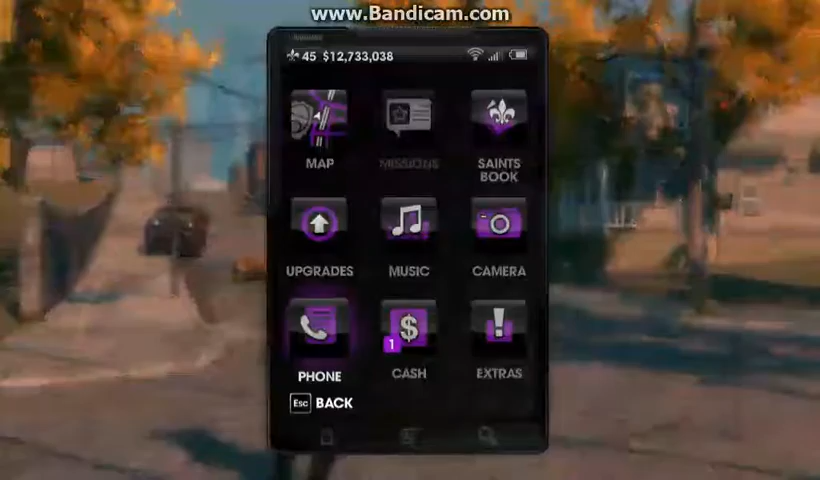 www.Bandicam.com
45 $12,733,038
MAP
MISSIONS
SAINTS
BOOK
UPGRADES
MUSIC
CAMERA
1
PHONE
CASH
EXTRAS
Esc BACK